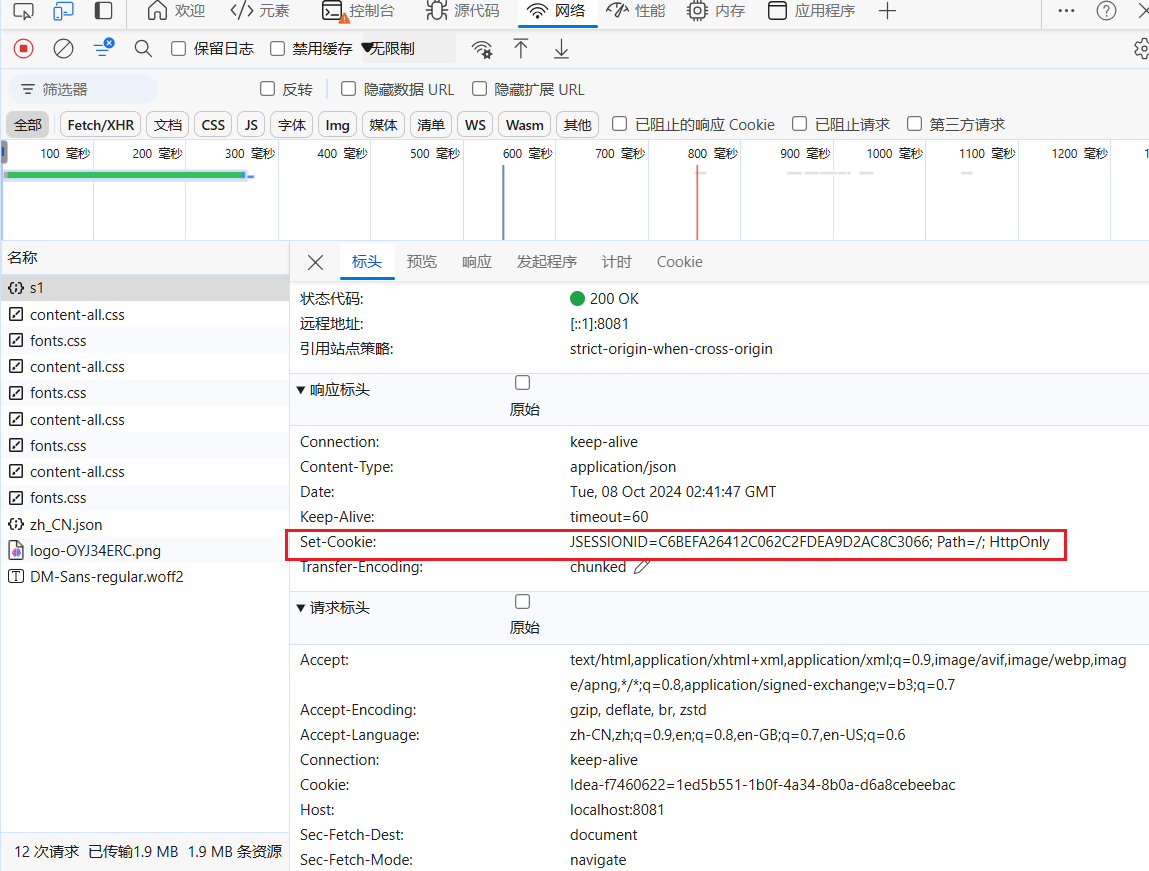 欢迎 元素 控制台 源代码 网络 性能 内存 应用程序
保留日志 禁用缓存 无限制
筛选器 反转 隐藏数据 URL 隐藏扩展 URL
全部 Fetch/XHR 文档 CSS JS 字体 Img 媒体 清单 WS Wasm 其他 已阻止的响应 Cookie 已阻止请求 第三方请求
100 毫秒 200 毫秒 300 毫秒 400 毫秒 500 毫秒 600 毫秒 700 毫秒 800 毫秒 900 毫秒 1000 毫秒 1100 毫秒 1200 毫秒
名称
s1
content-all.css
fonts.css
content-all.css
fonts.css
content-all.css
fonts.css
content-all.css
fonts.css
zh_CN.json
logo-OYJ34ERC.png
DM-Sans-regular.woff2
12 次请求 已传输1.9 MB 1.9 MB 条资源
标头 预览 响应 发起程序 计时 Cookie
状态代码: 200 OK
远程地址: [::1]:8081
引用站点策略: strict-origin-when-cross-origin
响应标头
原始
Connection: keep-alive
Content-Type: application/json
Date: Tue, 08 Oct 2024 02:41:47 GMT
Keep-Alive: timeout=60
Set-Cookie: JSESSIONID=C6BEFA26412C062C2FDEA9D2AC8C3066; Path=/; HttpOnly
Transfer-Encoding: chunked
请求标头
原始
Accept: text/html,application/xhtml+xml,application/xml;q=0.9,image/avif,image/webp,imag
e/apng,*/*;q=0.8,application/signed-exchange;v=b3;q=0.7
Accept-Encoding: gzip, deflate, br, zstd
Accept-Language: zh-CN,zh;q=0.9,en;q=0.8,en-GB;q=0.7,en-US;q=0.6
Connection: keep-alive
Cookie: Idea-f7460622=1ed5b551-1b0f-4a34-8b0a-d6a8cebeebac
Host: localhost:8081
Sec-Fetch-Dest: document
Sec-Fetch-Mode: navigate